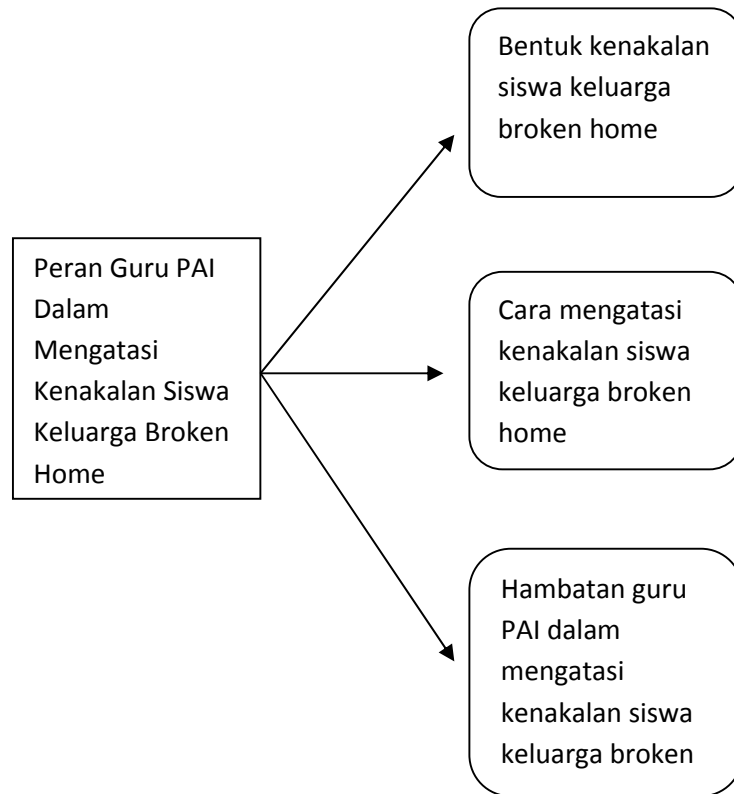 Bentuk kenakalan
siswa keluarga
broken home
Peran Guru PAI
Dalam
Mengatasi
Kenakalan Siswa
Keluarga Broken
Home
Cara mengatasi
kenakalan siswa
keluarga broken
home
Hambatan guru
PAI dalam
mengatasi
kenakalan siswa
keluarga broken